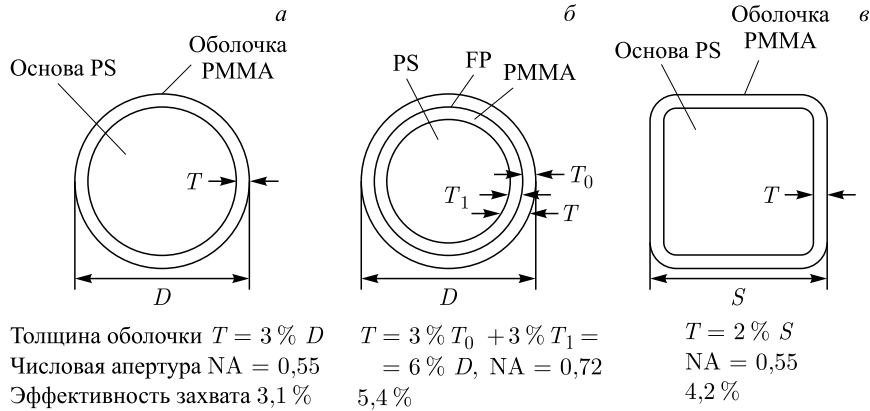 а
Основа PS
Оболочка
PMMA
T
D
Толщина оболочки T = 3 % D
Числовая апертура NA = 0,55
Эффективность захвата 3,1 %
б
PS
FP
PMMA
T₀
T₁
T
D
T = 3 % T₀ + 3 % T₁ =
= 6 % D, NA = 0,72
5,4 %
в
Оболочка
PMMA
Основа PS
T
S
T = 2 % S
NA = 0,55
4,2 %